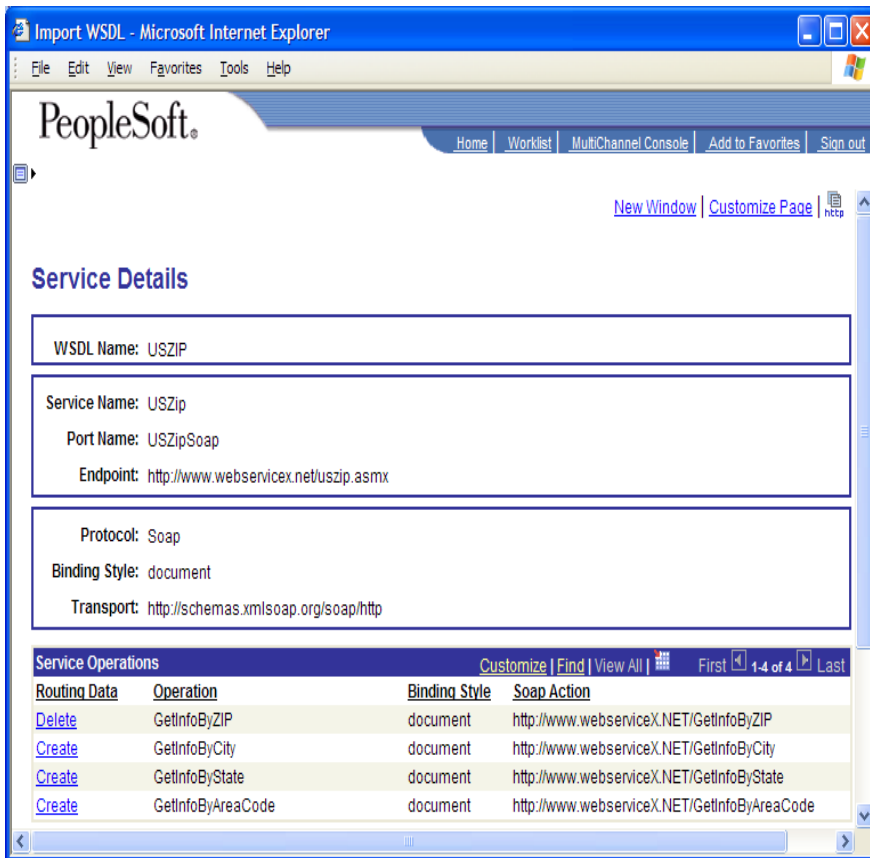 Import WSDL - Microsoft Internet Explorer
File Edit View Favorites Tools Help
PeopleSoft.
Home | Worklist | MultiChannel Console | Add to Favorites | Sign out
New Window | Customize Page | http
Service Details
WSDL Name: USZIP
Service Name: USZip
Port Name: USZipSoap
Endpoint: http://www.webservicex.net/uszip.asmx
Protocol: Soap
Binding Style: document
Transport: http://schemas.xmlsoap.org/soap/http
Service Operations Customize | Find | View All | First 1-4 of 4 Last
Routing Data Operation Binding Style Soap Action
Delete GetInfoByZIP document http://www.webserviceX.NET/GetInfoByZIP
Create GetInfoByCity document http://www.webserviceX.NET/GetInfoByCity
Create GetInfoByState document http://www.webserviceX.NET/GetInfoByState
Create GetInfoByAreaCode document http://www.webserviceX.NET/GetInfoByAreaCode